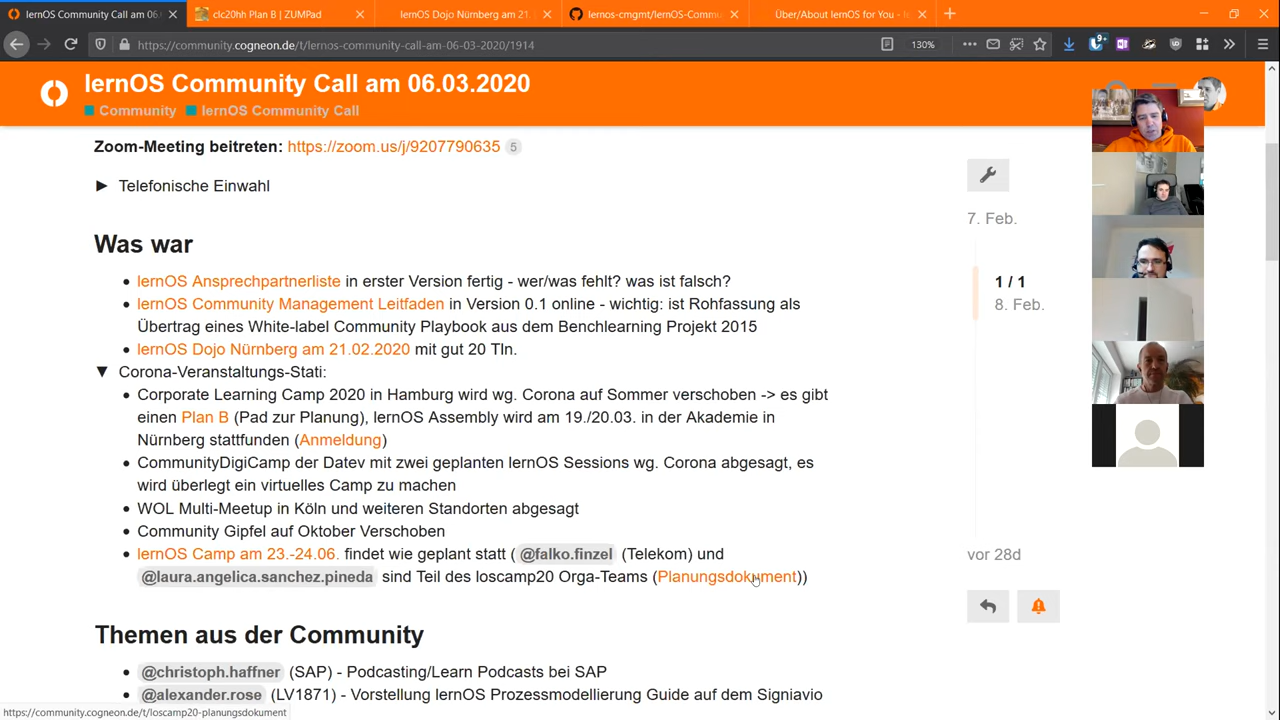 lernOS Community Call am 06.
clc20hh Plan B | ZUMPad
lernOS Dojo Nürnberg am 21.
lernos-cmgmt/lernOS-Commu
Über/About lernOS for You - l
https://community.cogneon.de/t/lernos-community-call-am-06-03-2020/1914
130%
9+
lernOS Community Call am 06.03.2020
Community lernOS Community Call
Zoom-Meeting beitreten: https://zoom.us/j/9207790635 5
Telefonische Einwahl
7. Feb.
Was war
lernOS Ansprechpartnerliste in erster Version fertig - wer/was fehlt? was ist falsch?
1 / 1
lernOS Community Management Leitfaden in Version 0.1 online - wichtig: ist Rohfassung als
8. Feb.
Übertrag eines White-label Community Playbook aus dem Benchlearning Projekt 2015
lernOS Dojo Nürnberg am 21.02.2020 mit gut 20 Tln.
Corona-Veranstaltungs-Stati:
Corporate Learning Camp 2020 in Hamburg wird wg. Corona auf Sommer verschoben -> es gibt
einen Plan B (Pad zur Planung), lernOS Assembly wird am 19./20.03. in der Akademie in
Nürnberg stattfunden (Anmeldung)
CommunityDigiCamp der Datev mit zwei geplanten lernOS Sessions wg. Corona abgesagt, es
wird überlegt ein virtuelles Camp zu machen
WOL Multi-Meetup in Köln und weiteren Standorten abgesagt
Community Gipfel auf Oktober Verschoben
lernOS Camp am 23.-24.06. findet wie geplant statt ( @falko.finzel (Telekom) und
vor 28d
@laura.angelica.sanchez.pineda sind Teil des loscamp20 Orga-Teams (Planungsdokument))
Themen aus der Community
@christoph.haffner (SAP) - Podcasting/Learn Podcasts bei SAP
@alexander.rose (LV1871) - Vorstellung lernOS Prozessmodellierung Guide auf dem Signiavio
https://community.cogneon.de/t/loscamp20-planungsdokument